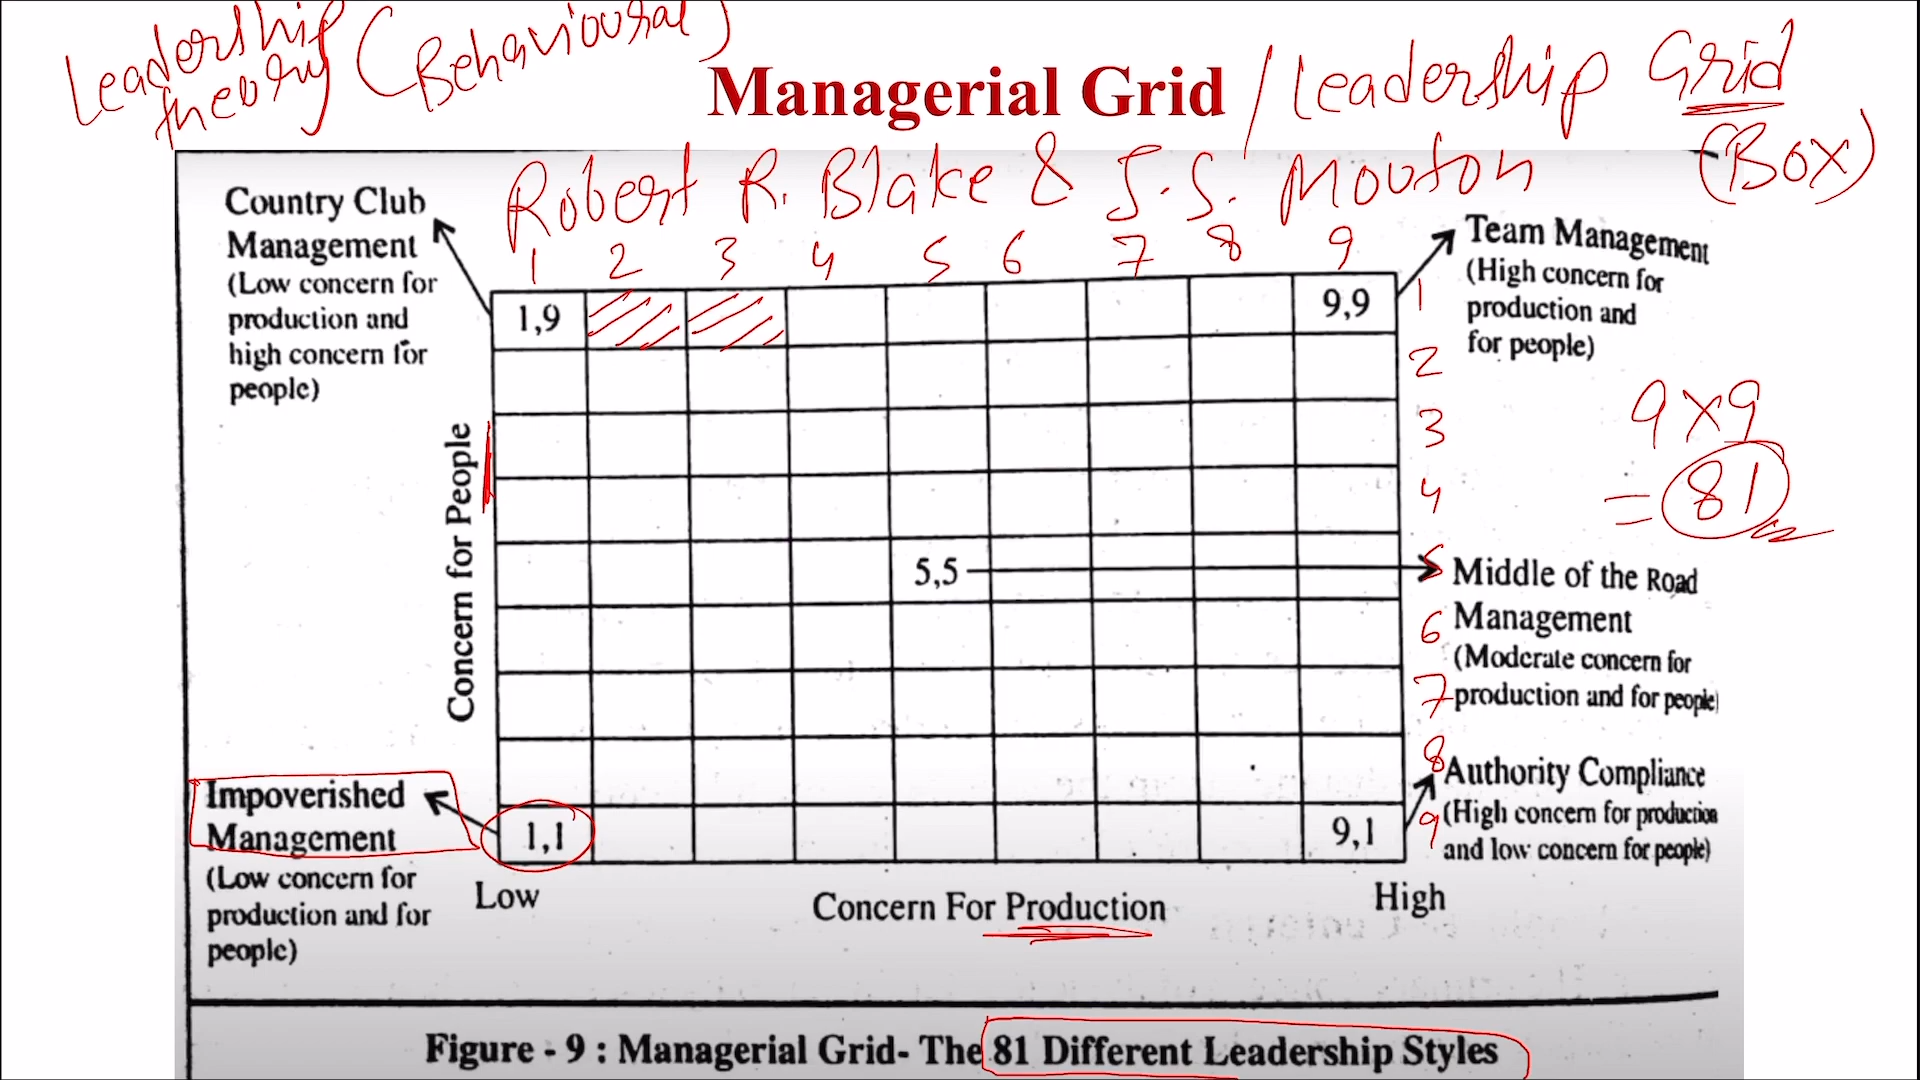 Leadership theory (Behavioural)
Managerial Grid / Leadership Grid
(Box)
Robert R. Blake & J.S. Mouton
Country Club
Management
(Low concern for
production and
high concern for
people)
1 2 3 4 5 6 7 8 9
Team Management
(High concern for
production and
for people)
1,9 9,9
1
2
3
4
5
6
7
8
9
9x9
= 81
Concern for People
5,5
Middle of the Road
Management
(Moderate concern for
production and for people)
Impoverished
Management
(Low concern for
production and for
people)
1,1 9,1
Authority Compliance
(High concern for production
and low concern for people)
Low Concern For Production High
Figure - 9 : Managerial Grid- The 81 Different Leadership Styles